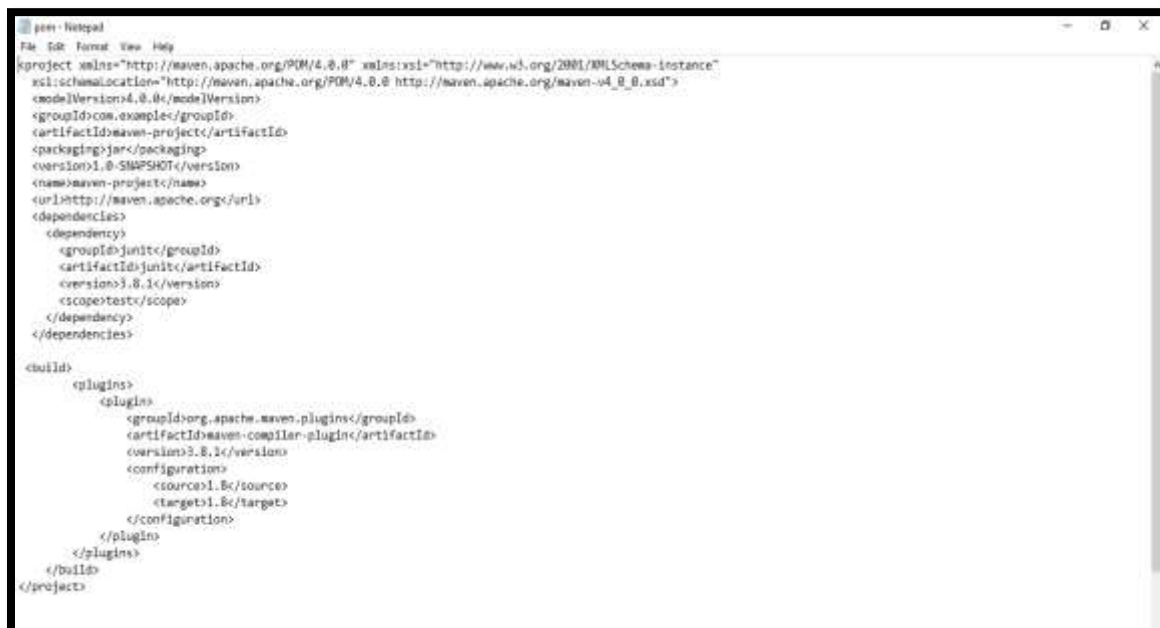 pom - Notepad
File Edit Format View Help
<project xmlns="http://maven.apache.org/POM/4.0.0" xmlns:xsi="http://www.w3.org/2001/XMLSchema-instance"
xsi:schemaLocation="http://maven.apache.org/POM/4.0.0 http://maven.apache.org/maven-v4_0_0.xsd">
<modelVersion>4.0.0</modelVersion>
<groupId>com.example</groupId>
<artifactId>maven-project</artifactId>
<packaging>jar</packaging>
<version>1.0-SNAPSHOT</version>
<name>maven-project</name>
<url>http://maven.apache.org</url>
<dependencies>
<dependency>
<groupId>junit</groupId>
<artifactId>junit</artifactId>
<version>3.8.1</version>
<scope>test</scope>
</dependency>
</dependencies>
<build>
<plugins>
<plugin>
<groupId>org.apache.maven.plugins</groupId>
<artifactId>maven-compiler-plugin</artifactId>
<version>3.8.1</version>
<configuration>
<source>1.8</source>
<target>1.8</target>
</configuration>
</plugin>
</plugins>
</build>
</project>